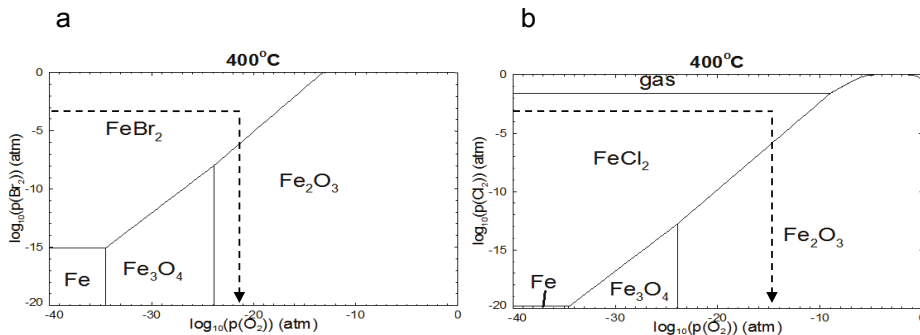 a
400°C
0
-5
-10
-15
-20
-40
-30
-20
-10
0
log₁₀(p(Br₂)) (atm)
log₁₀(p(O₂)) (atm)
FeBr₂
Fe₂O₃
Fe
Fe₃O₄
b
400°C
0
-5
-10
-15
-20
-40
-30
-20
-10
0
log₁₀(p(Cl₂)) (atm)
log₁₀(p(O₂)) (atm)
gas
FeCl₂
Fe₂O₃
Fe
Fe₃O₄